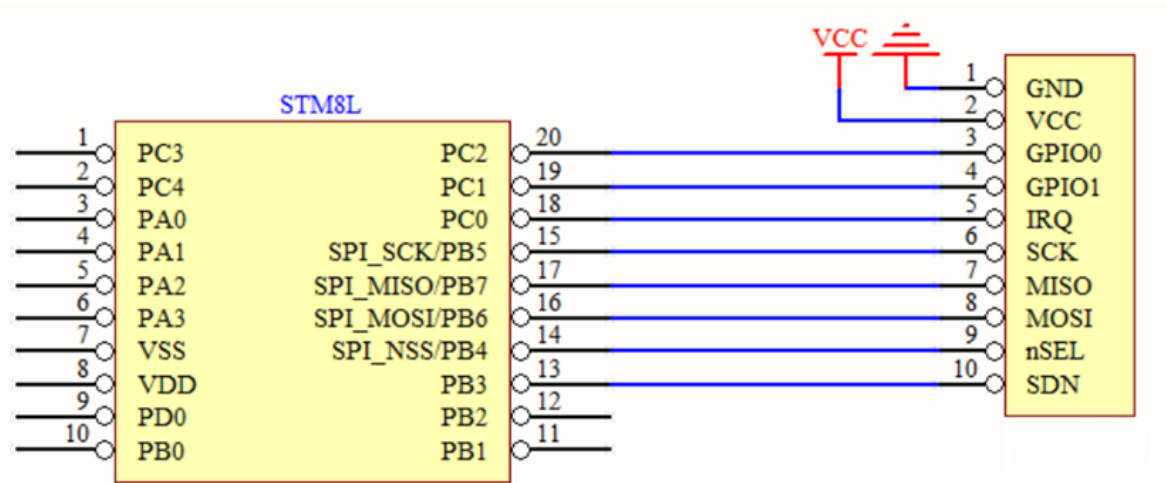 VCC
STM8L
1 PC3 PC2 20
2 PC4 PC1 19
3 PA0 PC0 18
4 PA1 SPI_SCK/PB5 15
5 PA2 SPI_MISO/PB7 17
6 PA3 SPI_MOSI/PB6 16
7 VSS SPI_NSS/PB4 14
8 VDD PB3 13
9 PD0 PB2 12
10 PB0 PB1 11
1 GND
2 VCC
3 GPIO0
4 GPIO1
5 IRQ
6 SCK
7 MISO
8 MOSI
9 nSEL
10 SDN